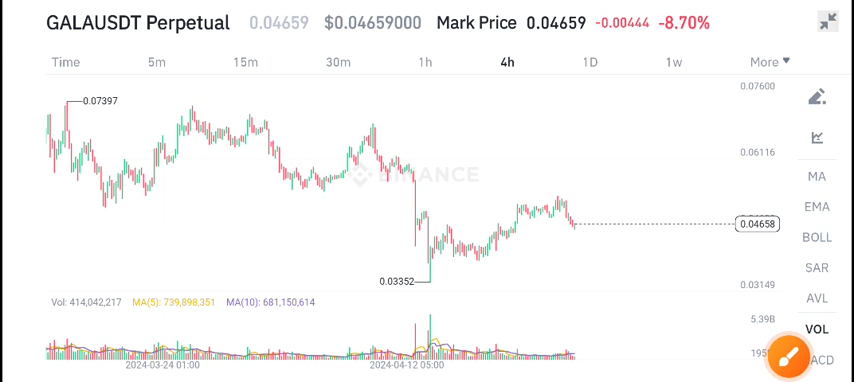 GALAUSDT Perpetual 0.04659 $0.04659000 Mark Price 0.04659 -0.00444 -8.70%
Time 5m 15m 30m 1h 4h 1D 1w More
0.07600
0.07397
0.06116
MA
BINANCE
EMA
0.04658
BOLL
SAR
0.03352
0.03149
AVL
Vol: 414,042,217 MA(5): 739,898,351 MA(10): 681,150,614
5.39B
VOL
195
ACD
2024-03-24 01:00 2024-04-12 05:00